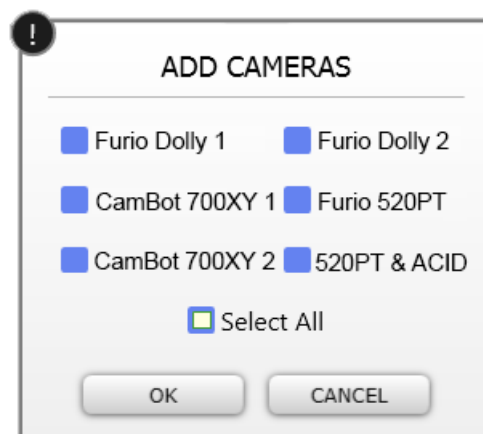 !
ADD CAMERAS
Furio Dolly 1 Furio Dolly 2
CamBot 700XY 1 Furio 520PT
CamBot 700XY 2 520PT & ACID
Select All
OK CANCEL